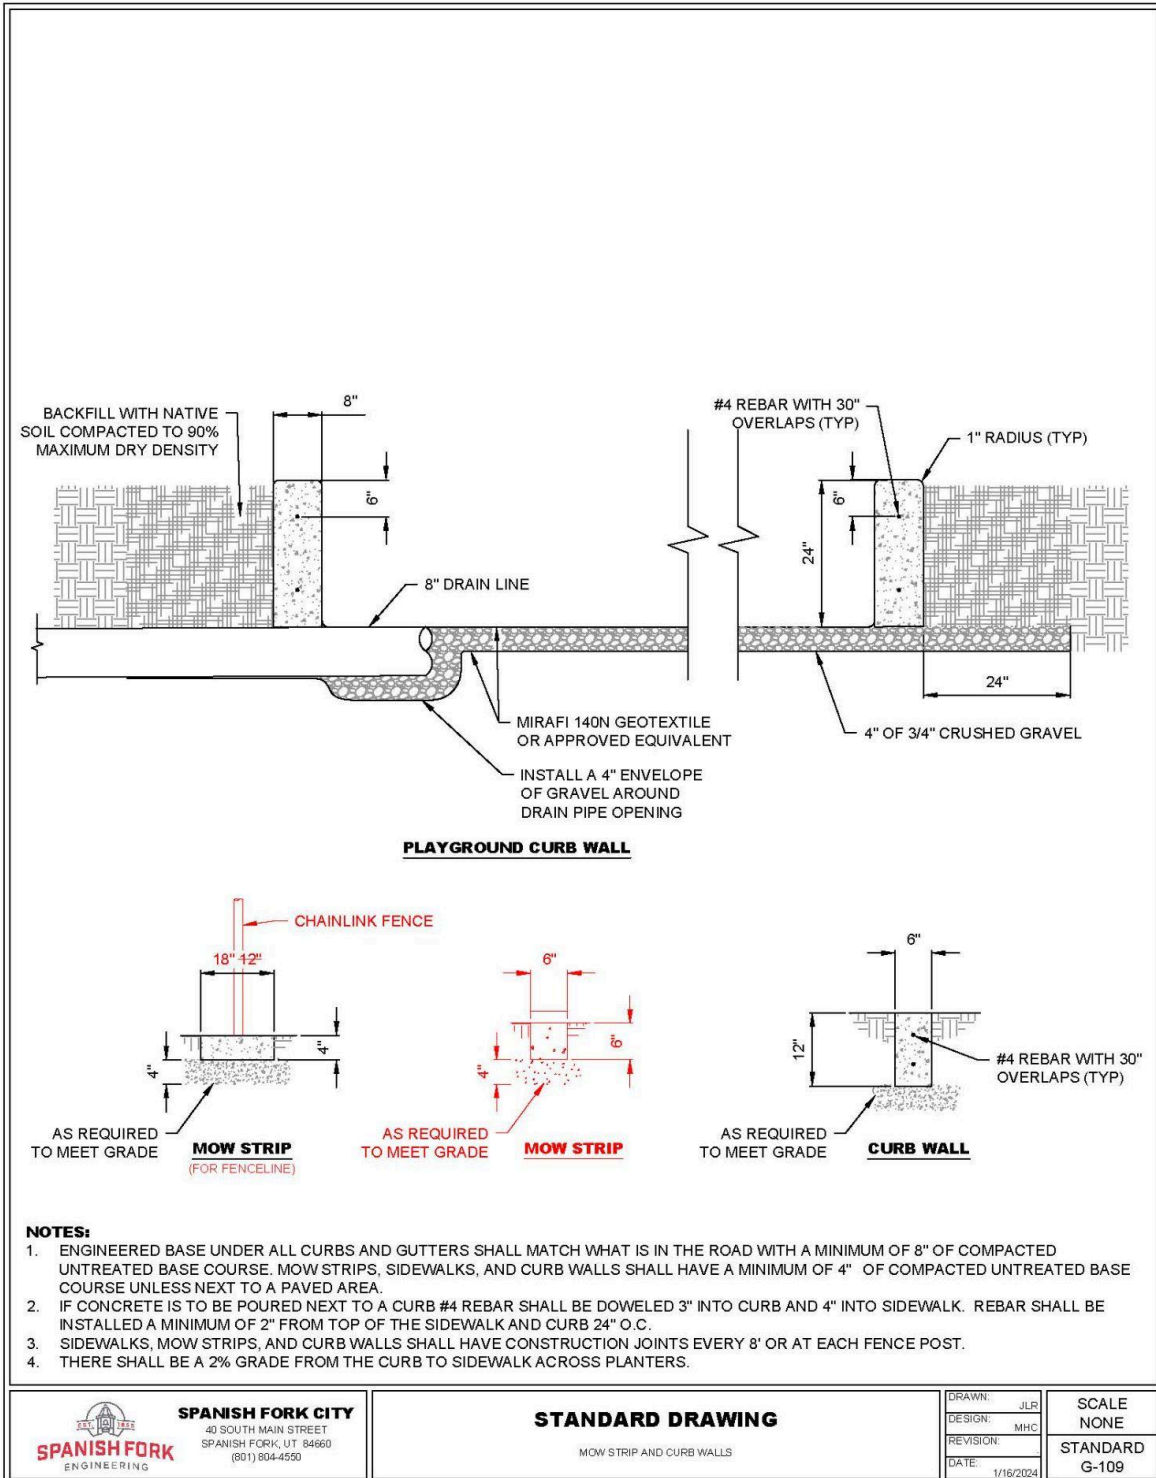 BACKFILL WITH NATIVE
SOIL COMPACTED TO 90%
MAXIMUM DRY DENSITY
8"
6"
#4 REBAR WITH 30"
OVERLAPS (TYP)
1" RADIUS (TYP)
6"
24"
8" DRAIN LINE
24"
MIRAFI 140N GEOTEXTILE
OR APPROVED EQUIVALENT
4" OF 3/4" CRUSHED GRAVEL
INSTALL A 4" ENVELOPE
OF GRAVEL AROUND
DRAIN PIPE OPENING
PLAYGROUND CURB WALL
CHAINLINK FENCE
18" 12"
4"
4"
AS REQUIRED
TO MEET GRADE
MOW STRIP
(FOR FENCELINE)
6"
6"
4"
AS REQUIRED
TO MEET GRADE
MOW STRIP
6"
12"
#4 REBAR WITH 30"
OVERLAPS (TYP)
AS REQUIRED
TO MEET GRADE
CURB WALL
NOTES:
1. ENGINEERED BASE UNDER ALL CURBS AND GUTTERS SHALL MATCH WHAT IS IN THE ROAD WITH A MINIMUM OF 8" OF COMPACTED
UNTREATED BASE COURSE. MOW STRIPS, SIDEWALKS, AND CURB WALLS SHALL HAVE A MINIMUM OF 4" OF COMPACTED UNTREATED BASE
COURSE UNLESS NEXT TO A PAVED AREA.
2. IF CONCRETE IS TO BE POURED NEXT TO A CURB #4 REBAR SHALL BE DOWELED 3" INTO CURB AND 4" INTO SIDEWALK. REBAR SHALL BE
INSTALLED A MINIMUM OF 2" FROM TOP OF THE SIDEWALK AND CURB 24" O.C.
3. SIDEWALKS, MOW STRIPS, AND CURB WALLS SHALL HAVE CONSTRUCTION JOINTS EVERY 8' OR AT EACH FENCE POST.
4. THERE SHALL BE A 2% GRADE FROM THE CURB TO SIDEWALK ACROSS PLANTERS.
EST. 1855
SPANISH FORK
ENGINEERING
SPANISH FORK CITY
40 SOUTH MAIN STREET
SPANISH FORK, UT 84660
(801) 804-4550
STANDARD DRAWING
MOW STRIP AND CURB WALLS
DRAWN: JLR
DESIGN: MHC
REVISION:
DATE: 1/16/2024
SCALE
NONE
STANDARD
G-109